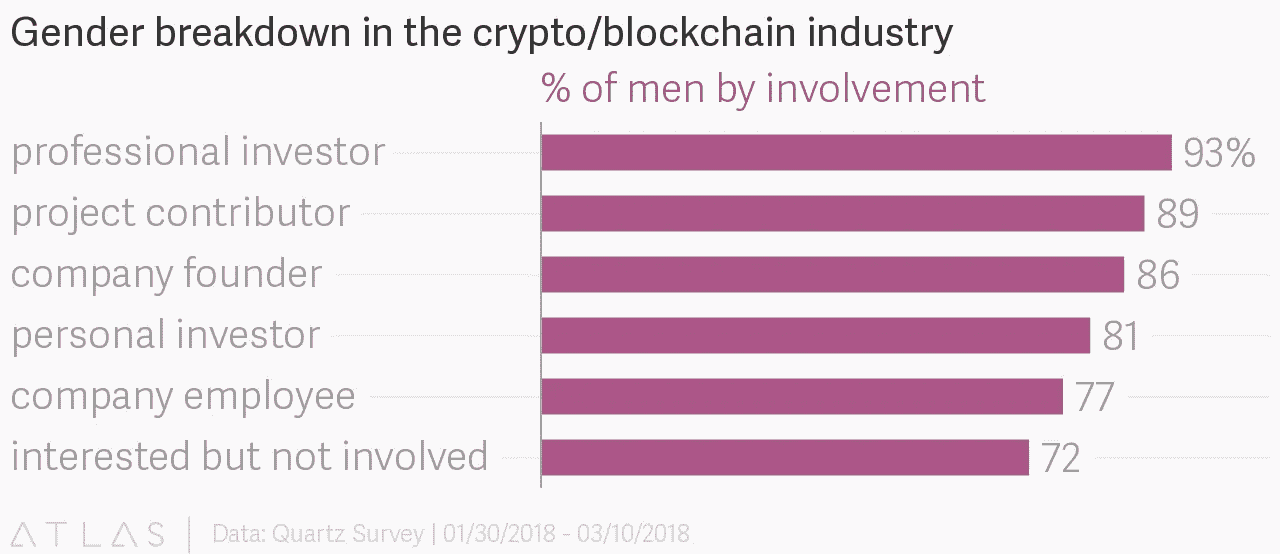 Gender breakdown in the crypto/blockchain industry
% of men by involvement
professional investor 93%
project contributor 89
company founder 86
personal investor 81
company employee 77
interested but not involved 72
ATLAS | Data: Quartz Survey | 01/30/2018 - 03/10/2018